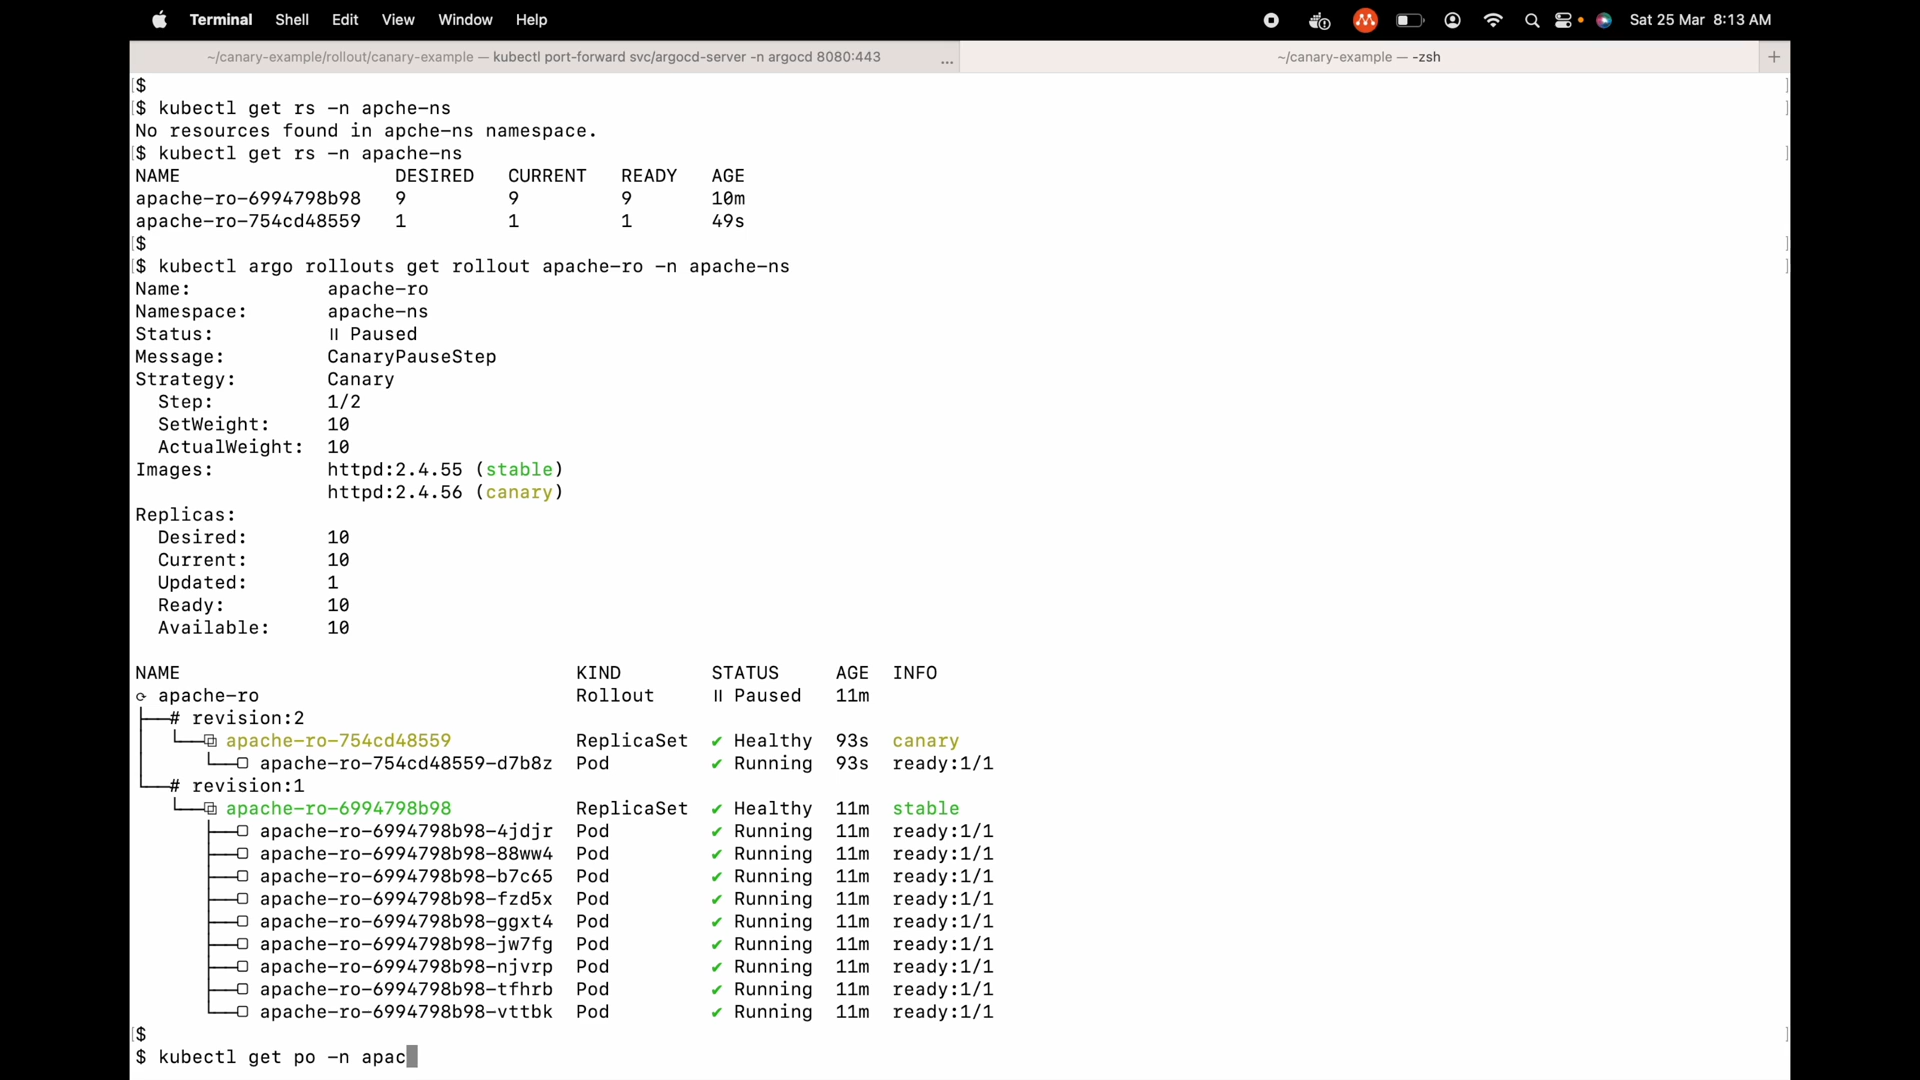 Terminal Shell Edit View Window Help Sat 25 Mar 8:13 AM
~/canary-example/rollout/canary-example — kubectl port-forward svc/argocd-server -n argocd 8080:443 ... ~/canary-example — -zsh +
$
$ kubectl get rs -n apche-ns
No resources found in apche-ns namespace.
$ kubectl get rs -n apache-ns
NAME DESIRED CURRENT READY AGE
apache-ro-6994798b98 9 9 9 10m
apache-ro-754cd48559 1 1 1 49s
$
$ kubectl argo rollouts get rollout apache-ro -n apache-ns
Name: apache-ro
Namespace: apache-ns
Status: ॥ Paused
Message: CanaryPauseStep
Strategy: Canary
Step: 1/2
SetWeight: 10
ActualWeight: 10
Images: httpd:2.4.55 (stable)
httpd:2.4.56 (canary)
Replicas:
Desired: 10
Current: 10
Updated: 1
Ready: 10
Available: 10
NAME KIND STATUS AGE INFO
⟳ apache-ro Rollout ॥ Paused 11m
├──# revision:2
│ └──⧉ apache-ro-754cd48559 ReplicaSet ✔ Healthy 93s canary
│ └──□ apache-ro-754cd48559-d7b8z Pod ✔ Running 93s ready:1/1
└──# revision:1
└──⧉ apache-ro-6994798b98 ReplicaSet ✔ Healthy 11m stable
├──□ apache-ro-6994798b98-4jdjr Pod ✔ Running 11m ready:1/1
├──□ apache-ro-6994798b98-88ww4 Pod ✔ Running 11m ready:1/1
├──□ apache-ro-6994798b98-b7c65 Pod ✔ Running 11m ready:1/1
├──□ apache-ro-6994798b98-fzd5x Pod ✔ Running 11m ready:1/1
├──□ apache-ro-6994798b98-ggxt4 Pod ✔ Running 11m ready:1/1
├──□ apache-ro-6994798b98-jw7fg Pod ✔ Running 11m ready:1/1
├──□ apache-ro-6994798b98-njvrp Pod ✔ Running 11m ready:1/1
├──□ apache-ro-6994798b98-tfhrb Pod ✔ Running 11m ready:1/1
└──□ apache-ro-6994798b98-vttbk Pod ✔ Running 11m ready:1/1
$
$ kubectl get po -n apac